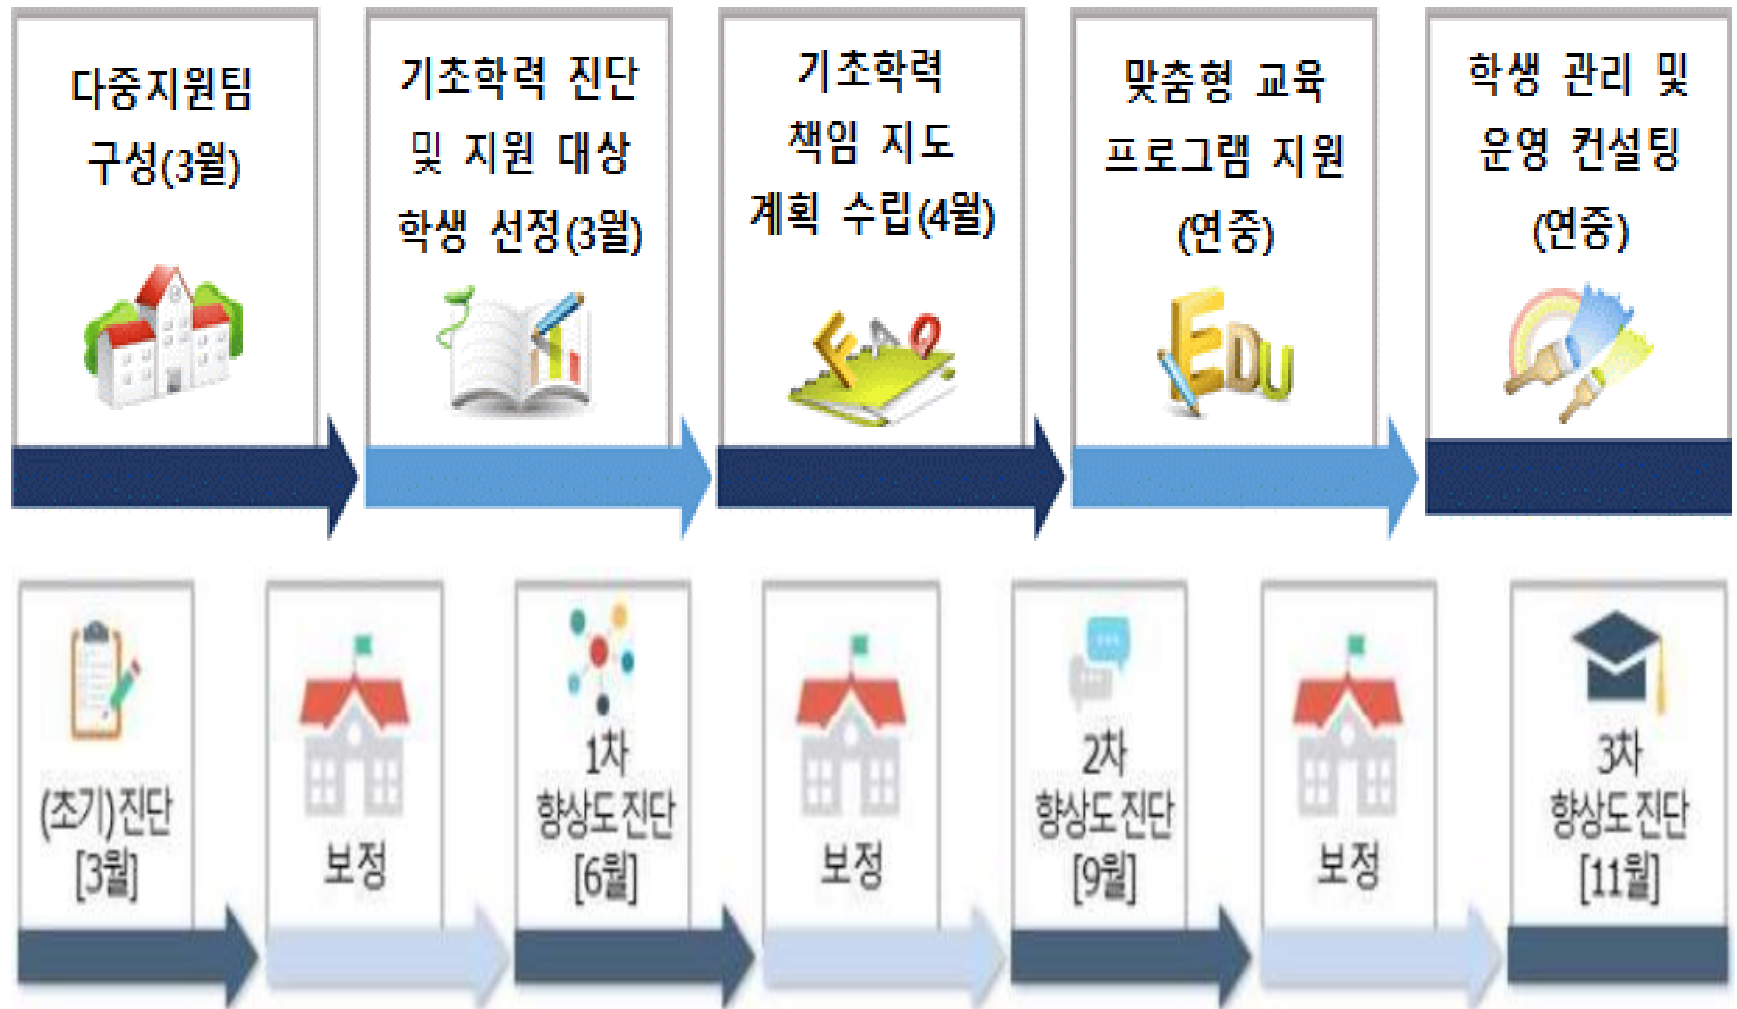 다중지원팀
구성(3월)
기초학력 진단
및 지원 대상
학생 선정(3월)
기초학력
책임 지도
계획 수립(4월)
맞춤형 교육
프로그램 지원
(연중)
학생 관리 및
운영 컨설팅
(연중)
FAQ
EDU
(초기)진단
[3월]
보정
1차
향상도 진단
[6월]
보정
2차
향상도 진단
[9월]
보정
3차
향상도 진단
[11월]